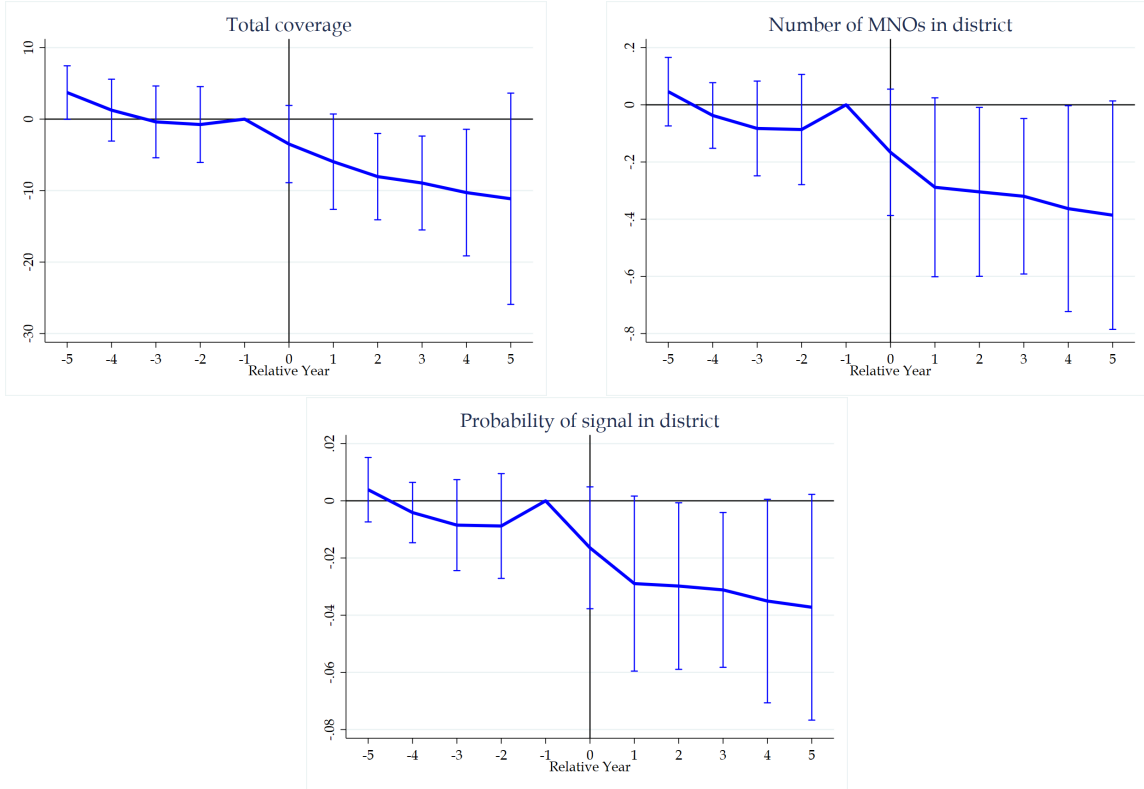 Total coverage
10
0
-10
-20
-30
-5 -4 -3 -2 -1 0 1 2 3 4 5
Relative Year
Number of MNOs in district
.2
0
-.2
-.4
-.6
-.8
-5 -4 -3 -2 -1 0 1 2 3 4 5
Relative Year
Probability of signal in district
.02
0
-.02
-.04
-.06
-.08
-5 -4 -3 -2 -1 0 1 2 3 4 5
Relative Year